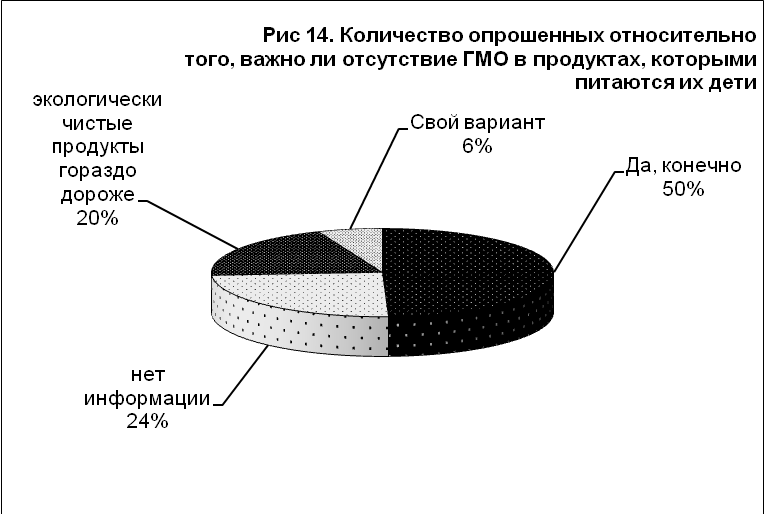 Рис 14. Количество опрошенных относительно
того, важно ли отсутствие ГМО в продуктах, которыми
питаются их дети
экологически
чистые
продукты
гораздо
дороже
20%
Свой вариант
6%
Да, конечно
50%
нет
информации
24%